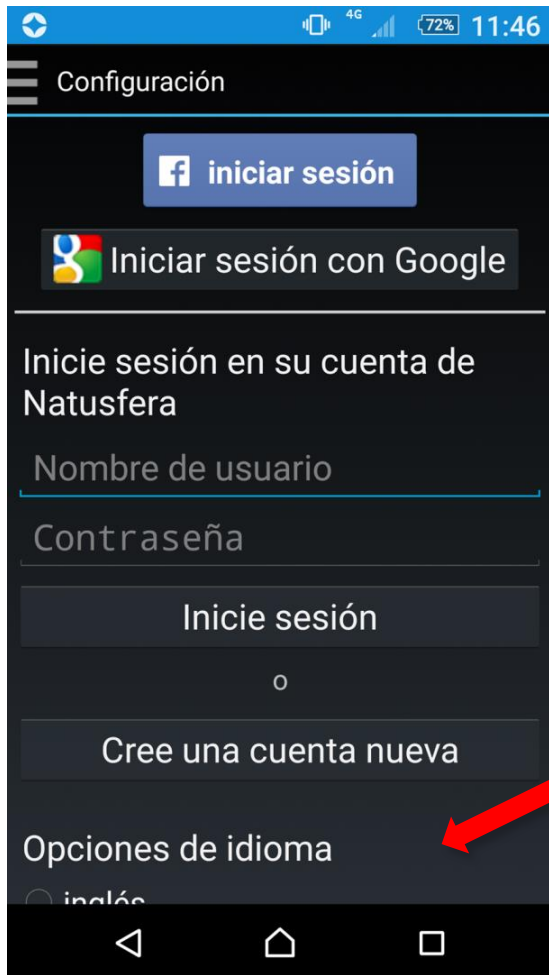 4G 72% 11:46
Configuración
f iniciar sesión
Iniciar sesión con Google
Inicie sesión en su cuenta de
Natusfera
Nombre de usuario
Contraseña
Inicie sesión
o
Cree una cuenta nueva
Opciones de idioma
inglés